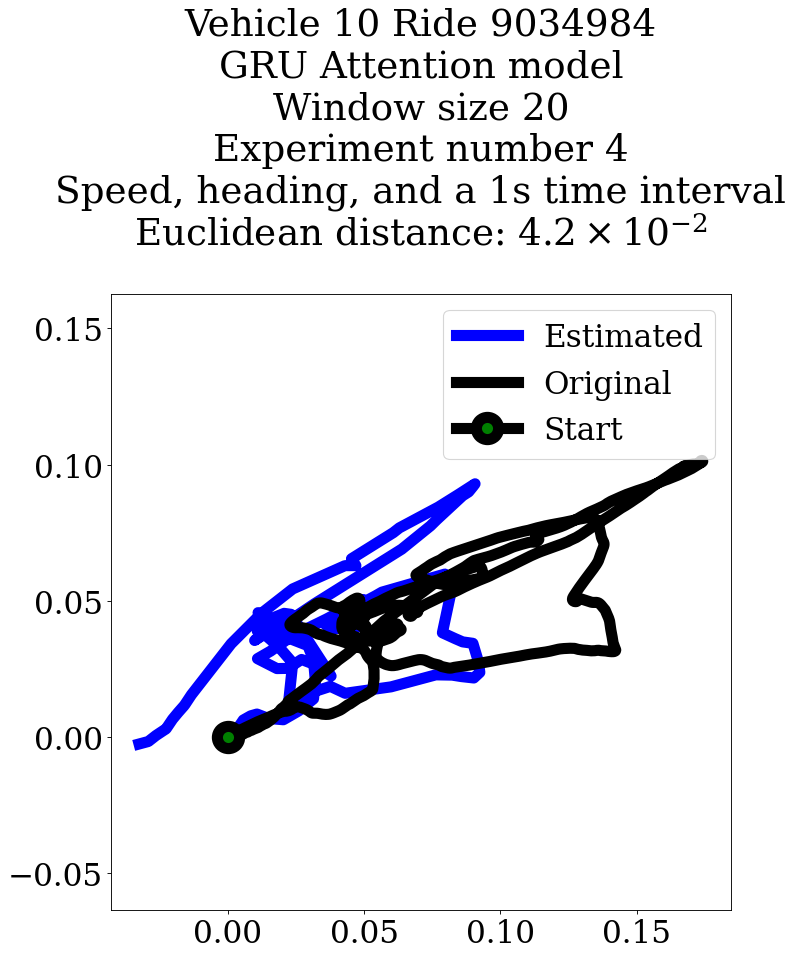 Vehicle 10 Ride 9034984
GRU Attention model
Window size 20
Experiment number 4
Speed, heading, and a 1s time interval
Euclidean distance: 4.2 × 10⁻²
Estimated
Original
Start
0.15
0.10
0.05
0.00
−0.05
0.00 0.05 0.10 0.15